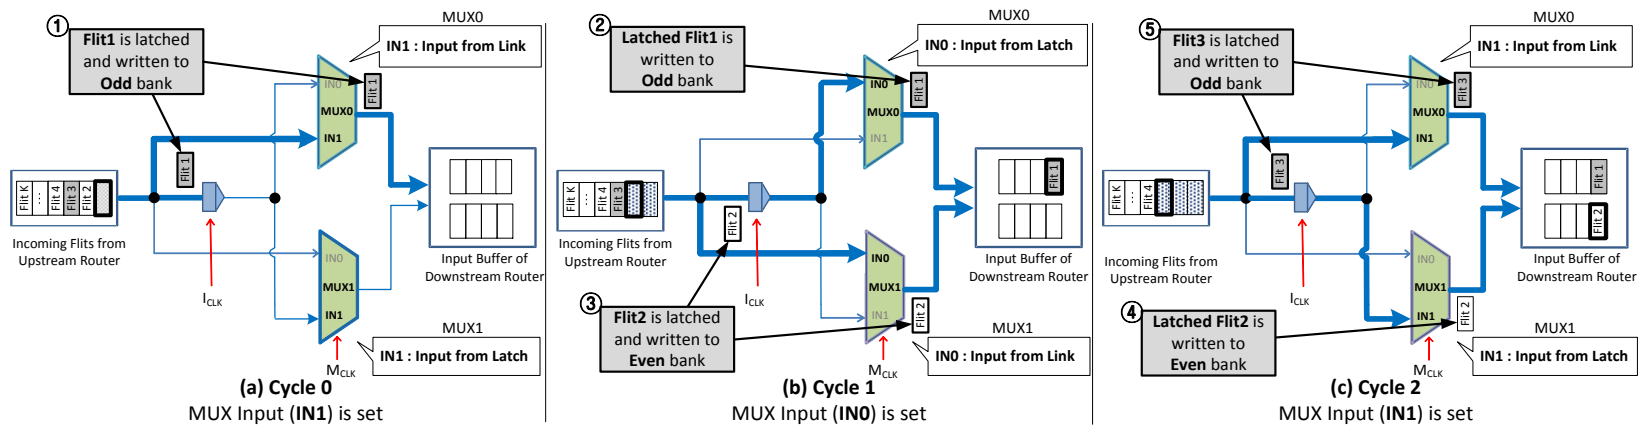 ①
Flit1 is latched
and written to
Odd bank
MUX0
IN1 : Input from Link
Flit 1
IN0
MUX0
IN1
Flit 1
Flit K
...
Flit 4
Flit 3
Flit 2
Incoming Flits from
Upstream Router
Input Buffer of
Downstream Router
I_CLK
IN0
MUX1
IN1
MUX1
IN1 : Input from Latch
M_CLK
(a) Cycle 0
MUX Input (IN1) is set
②
Latched Flit1 is
written to
Odd bank
MUX0
IN0 : Input from Latch
Flit 1
IN0
MUX0
IN1
Flit K
...
Flit 4
Flit 3
Flit 1
Flit 2
Incoming Flits from
Upstream Router
Input Buffer of
Downstream Router
I_CLK
IN0
MUX1
IN1
③
Flit2 is latched
and written to
Even bank
Flit 2
MUX1
IN0 : Input from Link
M_CLK
(b) Cycle 1
MUX Input (IN0) is set
⑤
Flit3 is latched
and written to
Odd bank
MUX0
IN1 : Input from Link
Flit 3
IN0
MUX0
IN1
Flit 3
Flit K
...
Flit 4
Flit 1
Flit 2
Incoming Flits from
Upstream Router
Input Buffer of
Downstream Router
I_CLK
IN0
MUX1
IN1
④
Latched Flit2 is
written to
Even bank
Flit 2
MUX1
IN1 : Input from Latch
M_CLK
(c) Cycle 2
MUX Input (IN1) is set